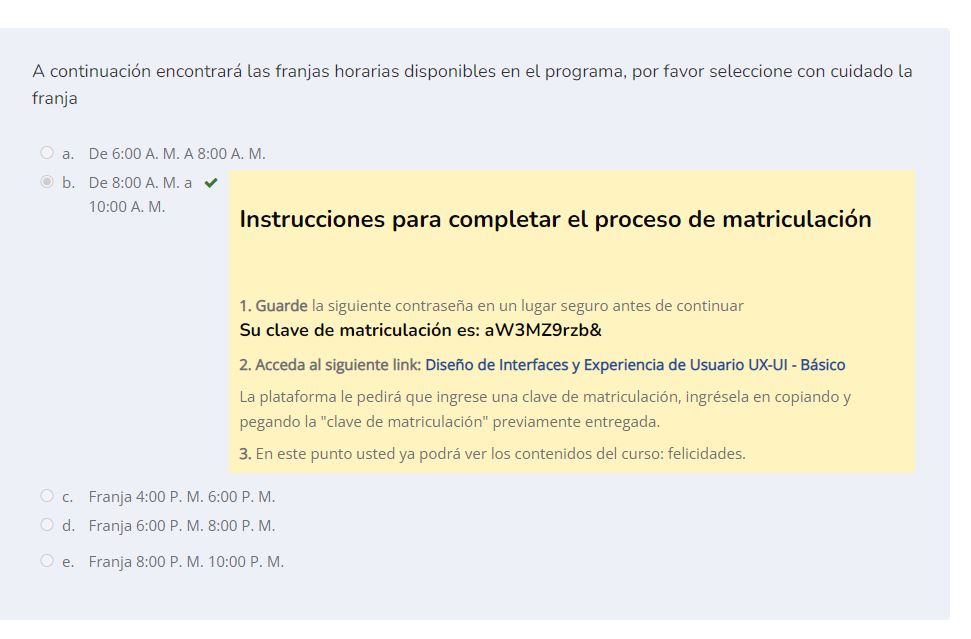 A continuación encontrará las franjas horarias disponibles en el programa, por favor seleccione con cuidado la
franja
a. De 6:00 A. M. A 8:00 A. M.
b. De 8:00 A. M. a
10:00 A. M.
Instrucciones para completar el proceso de matriculación
1. Guarde la siguiente contraseña en un lugar seguro antes de continuar
Su clave de matriculación es: aW3MZ9rzb&
2. Acceda al siguiente link: Diseño de Interfaces y Experiencia de Usuario UX-UI - Básico
La plataforma le pedirá que ingrese una clave de matriculación, ingrésela en copiando y
pegando la "clave de matriculación" previamente entregada.
3. En este punto usted ya podrá ver los contenidos del curso: felicidades.
c. Franja 4:00 P. M. 6:00 P. M.
d. Franja 6:00 P. M. 8:00 P. M.
e. Franja 8:00 P. M. 10:00 P. M.